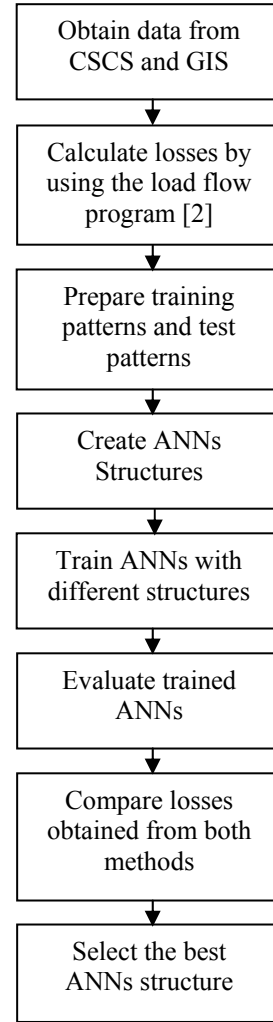 Obtain data from
CSCS and GIS
Calculate losses by
using the load flow
program [2]
Prepare training
patterns and test
patterns
Create ANNs
Structures
Train ANNs with
different structures
Evaluate trained
ANNs
Compare losses
obtained from both
methods
Select the best
ANNs structure